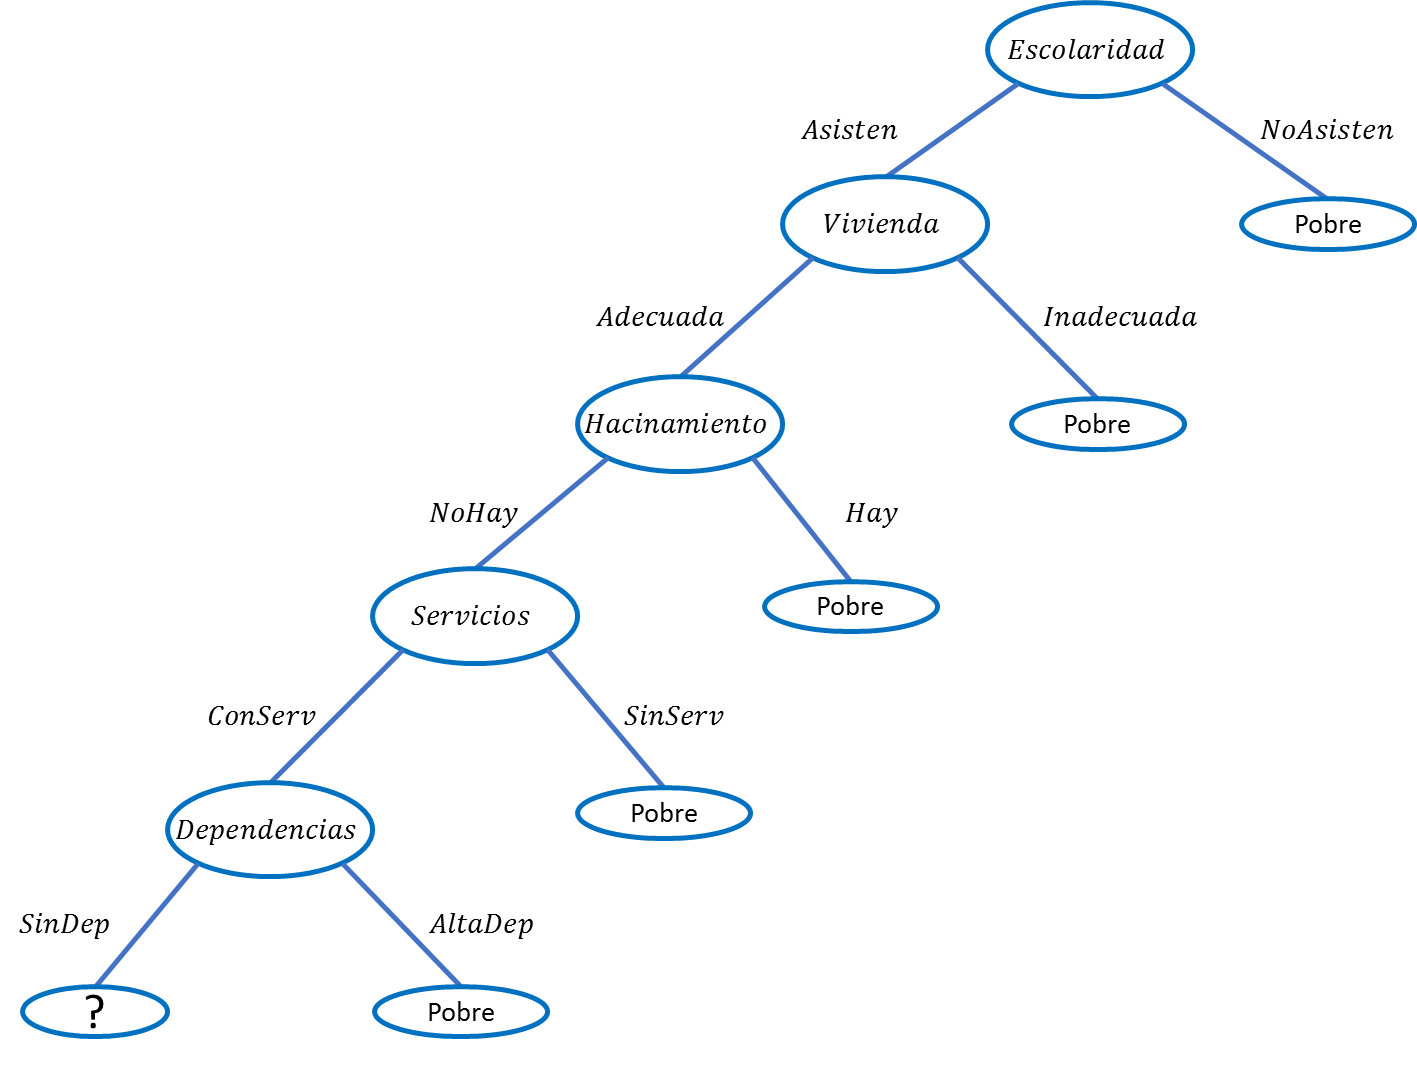 Escolaridad
Asisten
NoAsisten
Vivienda
Pobre
Adecuada
Inadecuada
Hacinamiento
Pobre
NoHay
Hay
Servicios
Pobre
ConServ
SinServ
Dependencias
Pobre
SinDep
AltaDep
?
Pobre